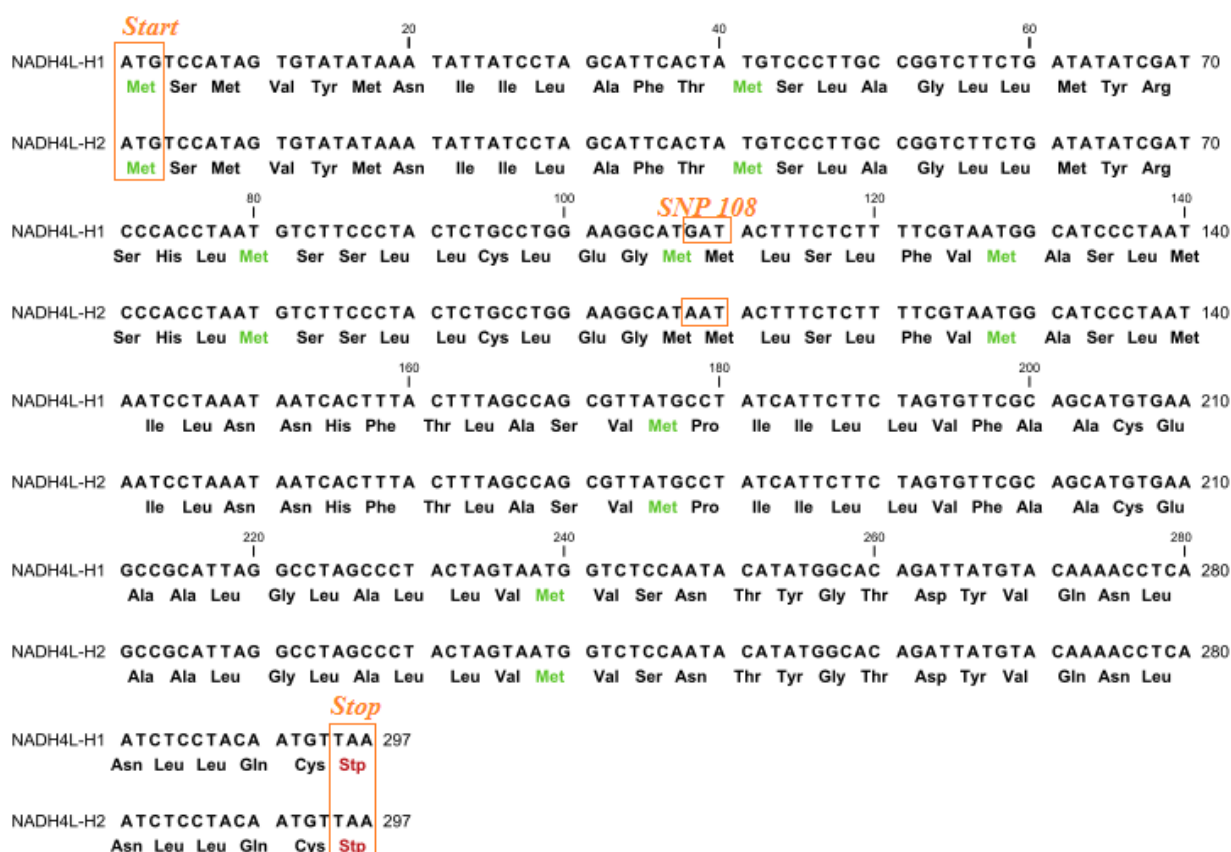 Start
20 40 60
NADH4L-H1 ATGTCCATAG TGTATATAAA TATTATCCTA GCATTCACTA TGTCCCTTGC CGGTCTTCTG ATATATCGAT 70
Met Ser Met Val Tyr Met Asn Ile Ile Leu Ala Phe Thr Met Ser Leu Ala Gly Leu Leu Met Tyr Arg
NADH4L-H2 ATGTCCATAG TGTATATAAA TATTATCCTA GCATTCACTA TGTCCCTTGC CGGTCTTCTG ATATATCGAT 70
Met Ser Met Val Tyr Met Asn Ile Ile Leu Ala Phe Thr Met Ser Leu Ala Gly Leu Leu Met Tyr Arg
80 100 SNP 108 120 140
NADH4L-H1 CCCACCTAAT GTCTTCCCTA CTCTGCCTGG AAGGCATGAT ACTTTCTCTT TTCGTAATGG CATCCCTAAT 140
Ser His Leu Met Ser Ser Leu Leu Cys Leu Glu Gly Met Met Leu Ser Leu Phe Val Met Ala Ser Leu Met
NADH4L-H2 CCCACCTAAT GTCTTCCCTA CTCTGCCTGG AAGGCATAAT ACTTTCTCTT TTCGTAATGG CATCCCTAAT 140
Ser His Leu Met Ser Ser Leu Leu Cys Leu Glu Gly Met Met Leu Ser Leu Phe Val Met Ala Ser Leu Met
160 180 200
NADH4L-H1 AATCCTAAAT AATCACTTTA CTTTAGCCAG CGTTATGCCT ATCATTCTTC TAGTGTTCGC AGCATGTGAA 210
Ile Leu Asn Asn His Phe Thr Leu Ala Ser Val Met Pro Ile Ile Leu Leu Val Phe Ala Ala Cys Glu
NADH4L-H2 AATCCTAAAT AATCACTTTA CTTTAGCCAG CGTTATGCCT ATCATTCTTC TAGTGTTCGC AGCATGTGAA 210
Ile Leu Asn Asn His Phe Thr Leu Ala Ser Val Met Pro Ile Ile Leu Leu Val Phe Ala Ala Cys Glu
220 240 260 280
NADH4L-H1 GCCGCATTAG GCCTAGCCCT ACTAGTAATG GTCTCCAATA CATATGGCAC AGATTATGTA CAAAACCTCA 280
Ala Ala Leu Gly Leu Ala Leu Leu Val Met Val Ser Asn Thr Tyr Gly Thr Asp Tyr Val Gln Asn Leu
NADH4L-H2 GCCGCATTAG GCCTAGCCCT ACTAGTAATG GTCTCCAATA CATATGGCAC AGATTATGTA CAAAACCTCA 280
Ala Ala Leu Gly Leu Ala Leu Leu Val Met Val Ser Asn Thr Tyr Gly Thr Asp Tyr Val Gln Asn Leu
Stop
NADH4L-H1 ATCTCCTACA ATGTTAA 297
Asn Leu Leu Gln Cys Stp
NADH4L-H2 ATCTCCTACA ATGTTAA 297
Asn Leu Leu Gln Cys Stp